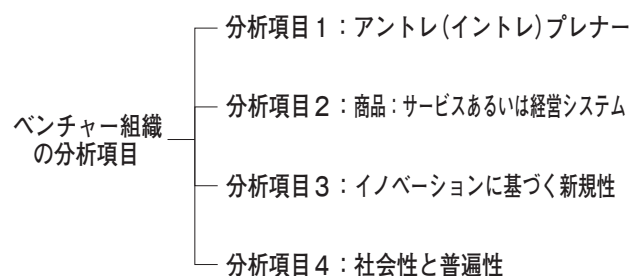 ベンチャー組織
の分析項目
分析項目1：アントレ(イントレ)プレナー
分析項目2：商品：サービスあるいは経営システム
分析項目3：イノベーションに基づく新規性
分析項目4：社会性と普遍性